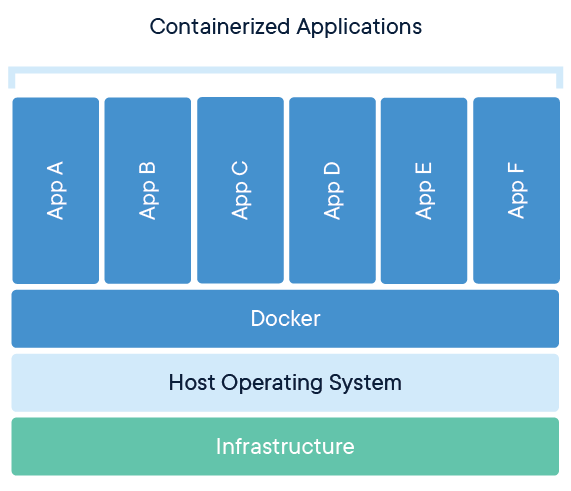 Containerized Applications
App A
App B
App C
App D
App E
App F
Docker
Host Operating System
Infrastructure